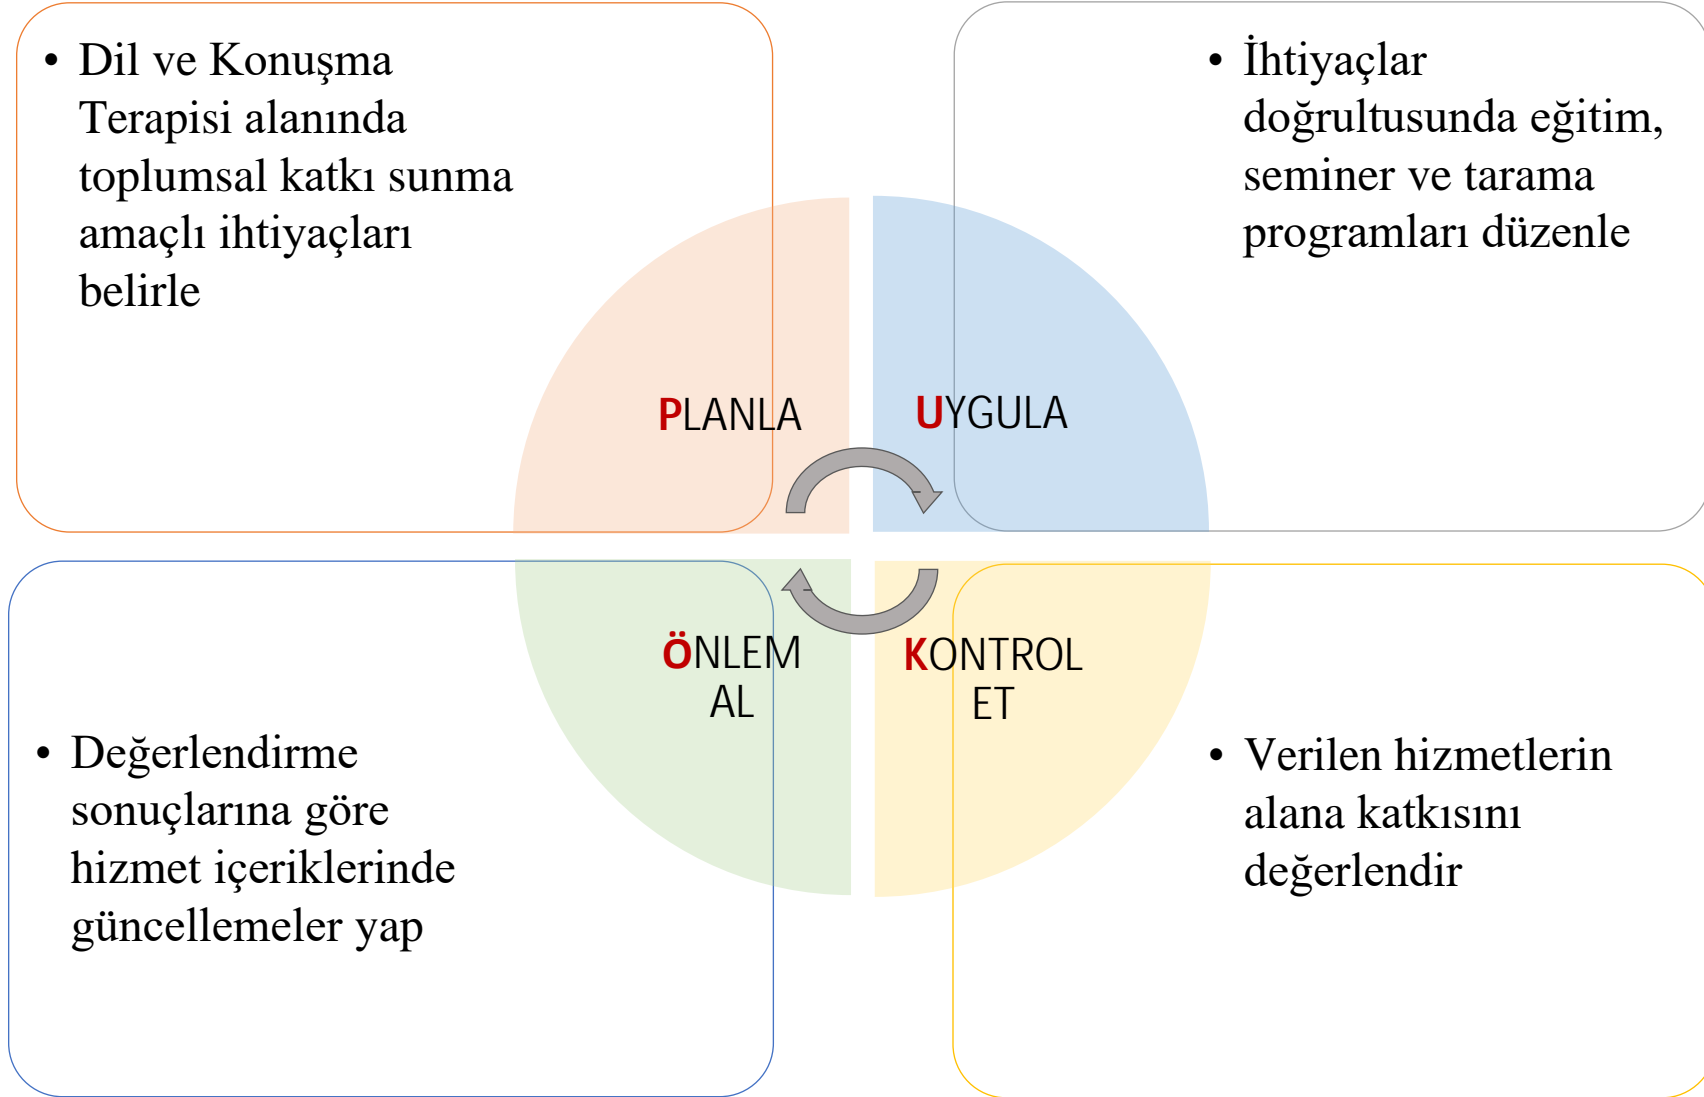 • Dil ve Konuşma
Terapisi alanında
toplumsal katkı sunma
amaçlı ihtiyaçları
belirle
• İhtiyaçlar
doğrultusunda eğitim,
seminer ve tarama
programları düzenle
PLANLA
UYGULA
ÖNLEM
AL
KONTROL
ET
• Değerlendirme
sonuçlarına göre
hizmet içeriklerinde
güncellemeler yap
• Verilen hizmetlerin
alana katkısını
değerlendir